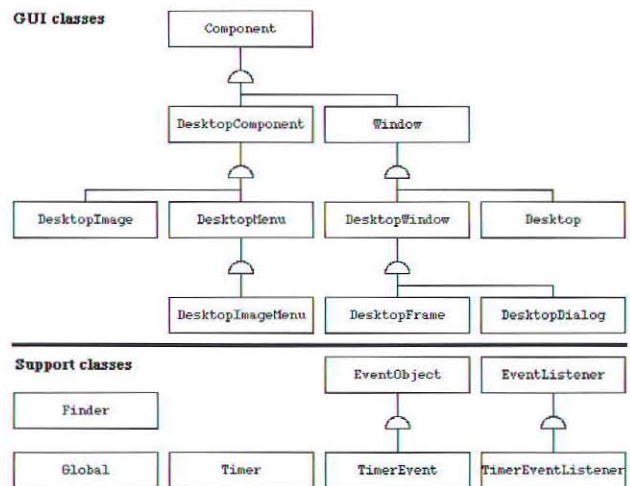 GUI classes
Component
DesktopComponent
Window
DesktopImage
DesktopMenu
DesktopWindow
Desktop
DesktopImageMenu
DesktopFrame
DesktopDialog
Support classes
EventObject
EventListener
Finder
Global
Timer
TimerEvent
TimerEventListener